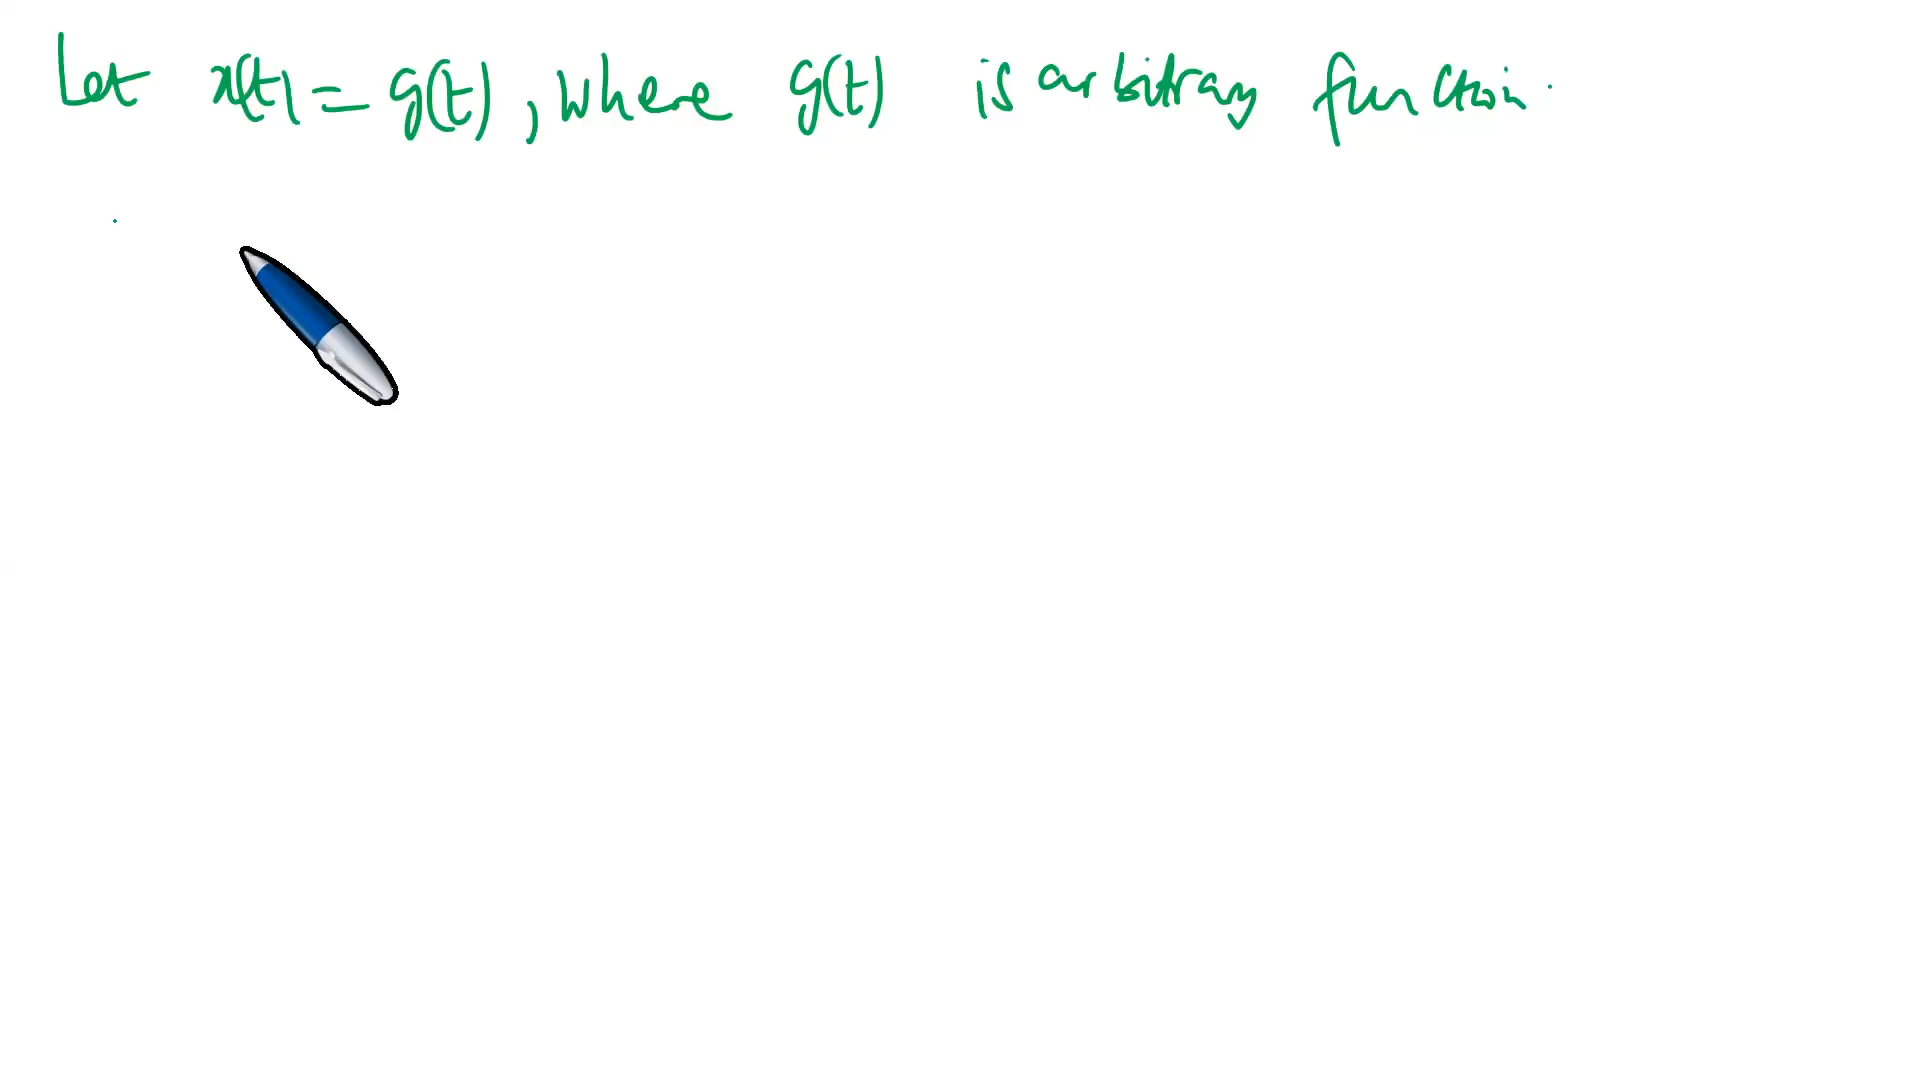 Let x(t) = g(t), where g(t) is arbitrary function.